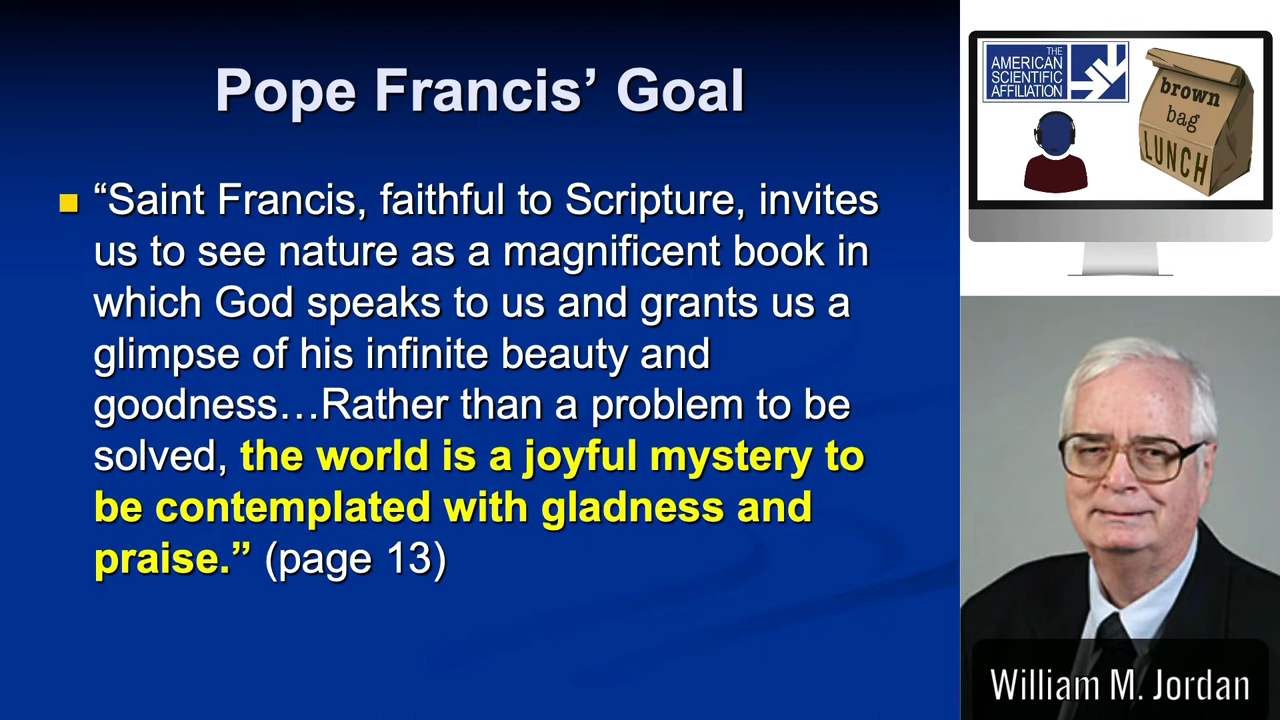 Pope Francis’ Goal
“Saint Francis, faithful to Scripture, invites
us to see nature as a magnificent book in
which God speaks to us and grants us a
glimpse of his infinite beauty and
goodness…Rather than a problem to be
solved, the world is a joyful mystery to
be contemplated with gladness and
praise.” (page 13)
THE
AMERICAN
SCIENTIFIC
AFFILIATION
brown
bag
LUNCH
William M. Jordan